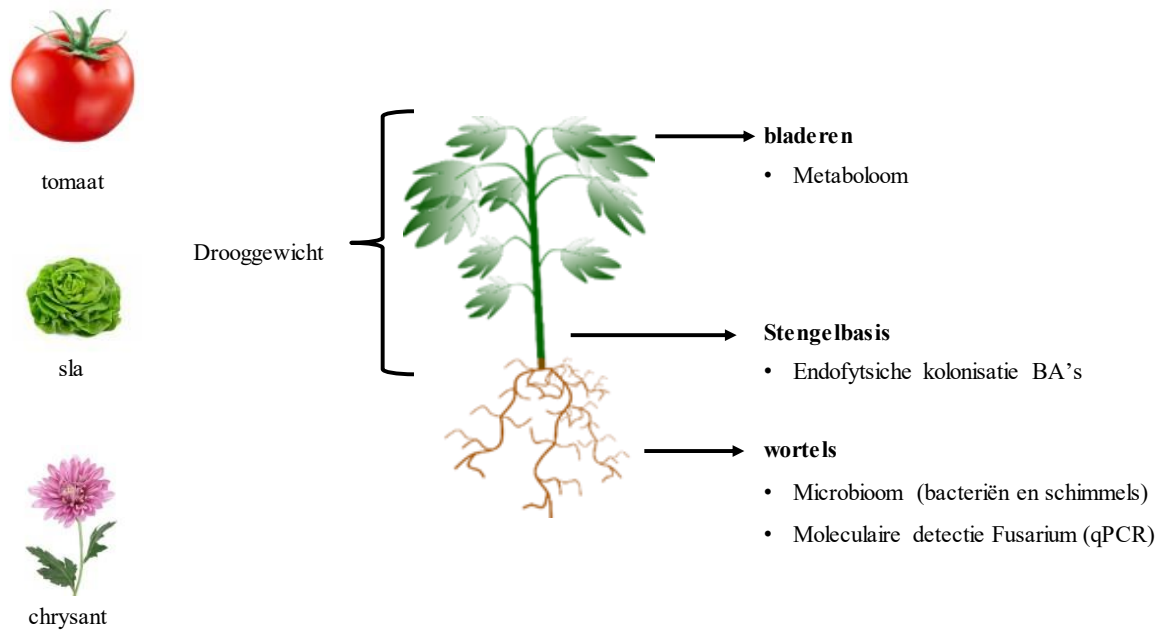 tomaat
sla
chrysant
Drooggewicht
bladeren
• Metaboloom
Stengelbasis
• Endofytsiche kolonisatie BA’s
wortels
• Microbioom (bacteriën en schimmels)
• Moleculaire detectie Fusarium (qPCR)